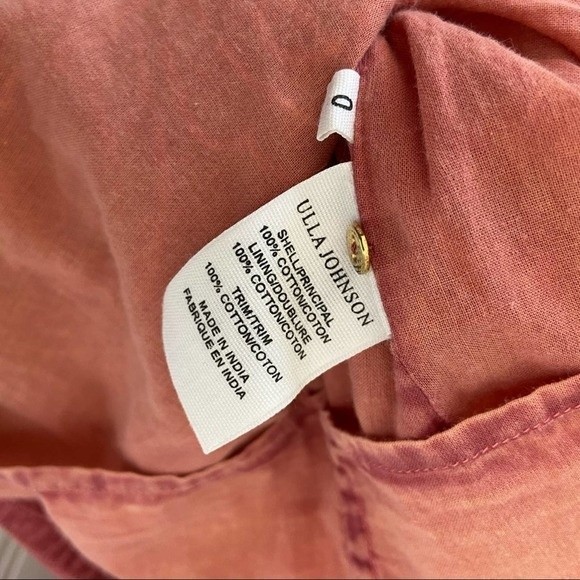 0
ULLA JOHNSON
SHELL/PRINCIPAL
100% COTTON/COTON
LINING/DOUBLURE
100% COTTON/COTON
TRIM/TRIM
100% COTTON/COTON
MADE IN INDIA
FABRIQUE EN INDIA